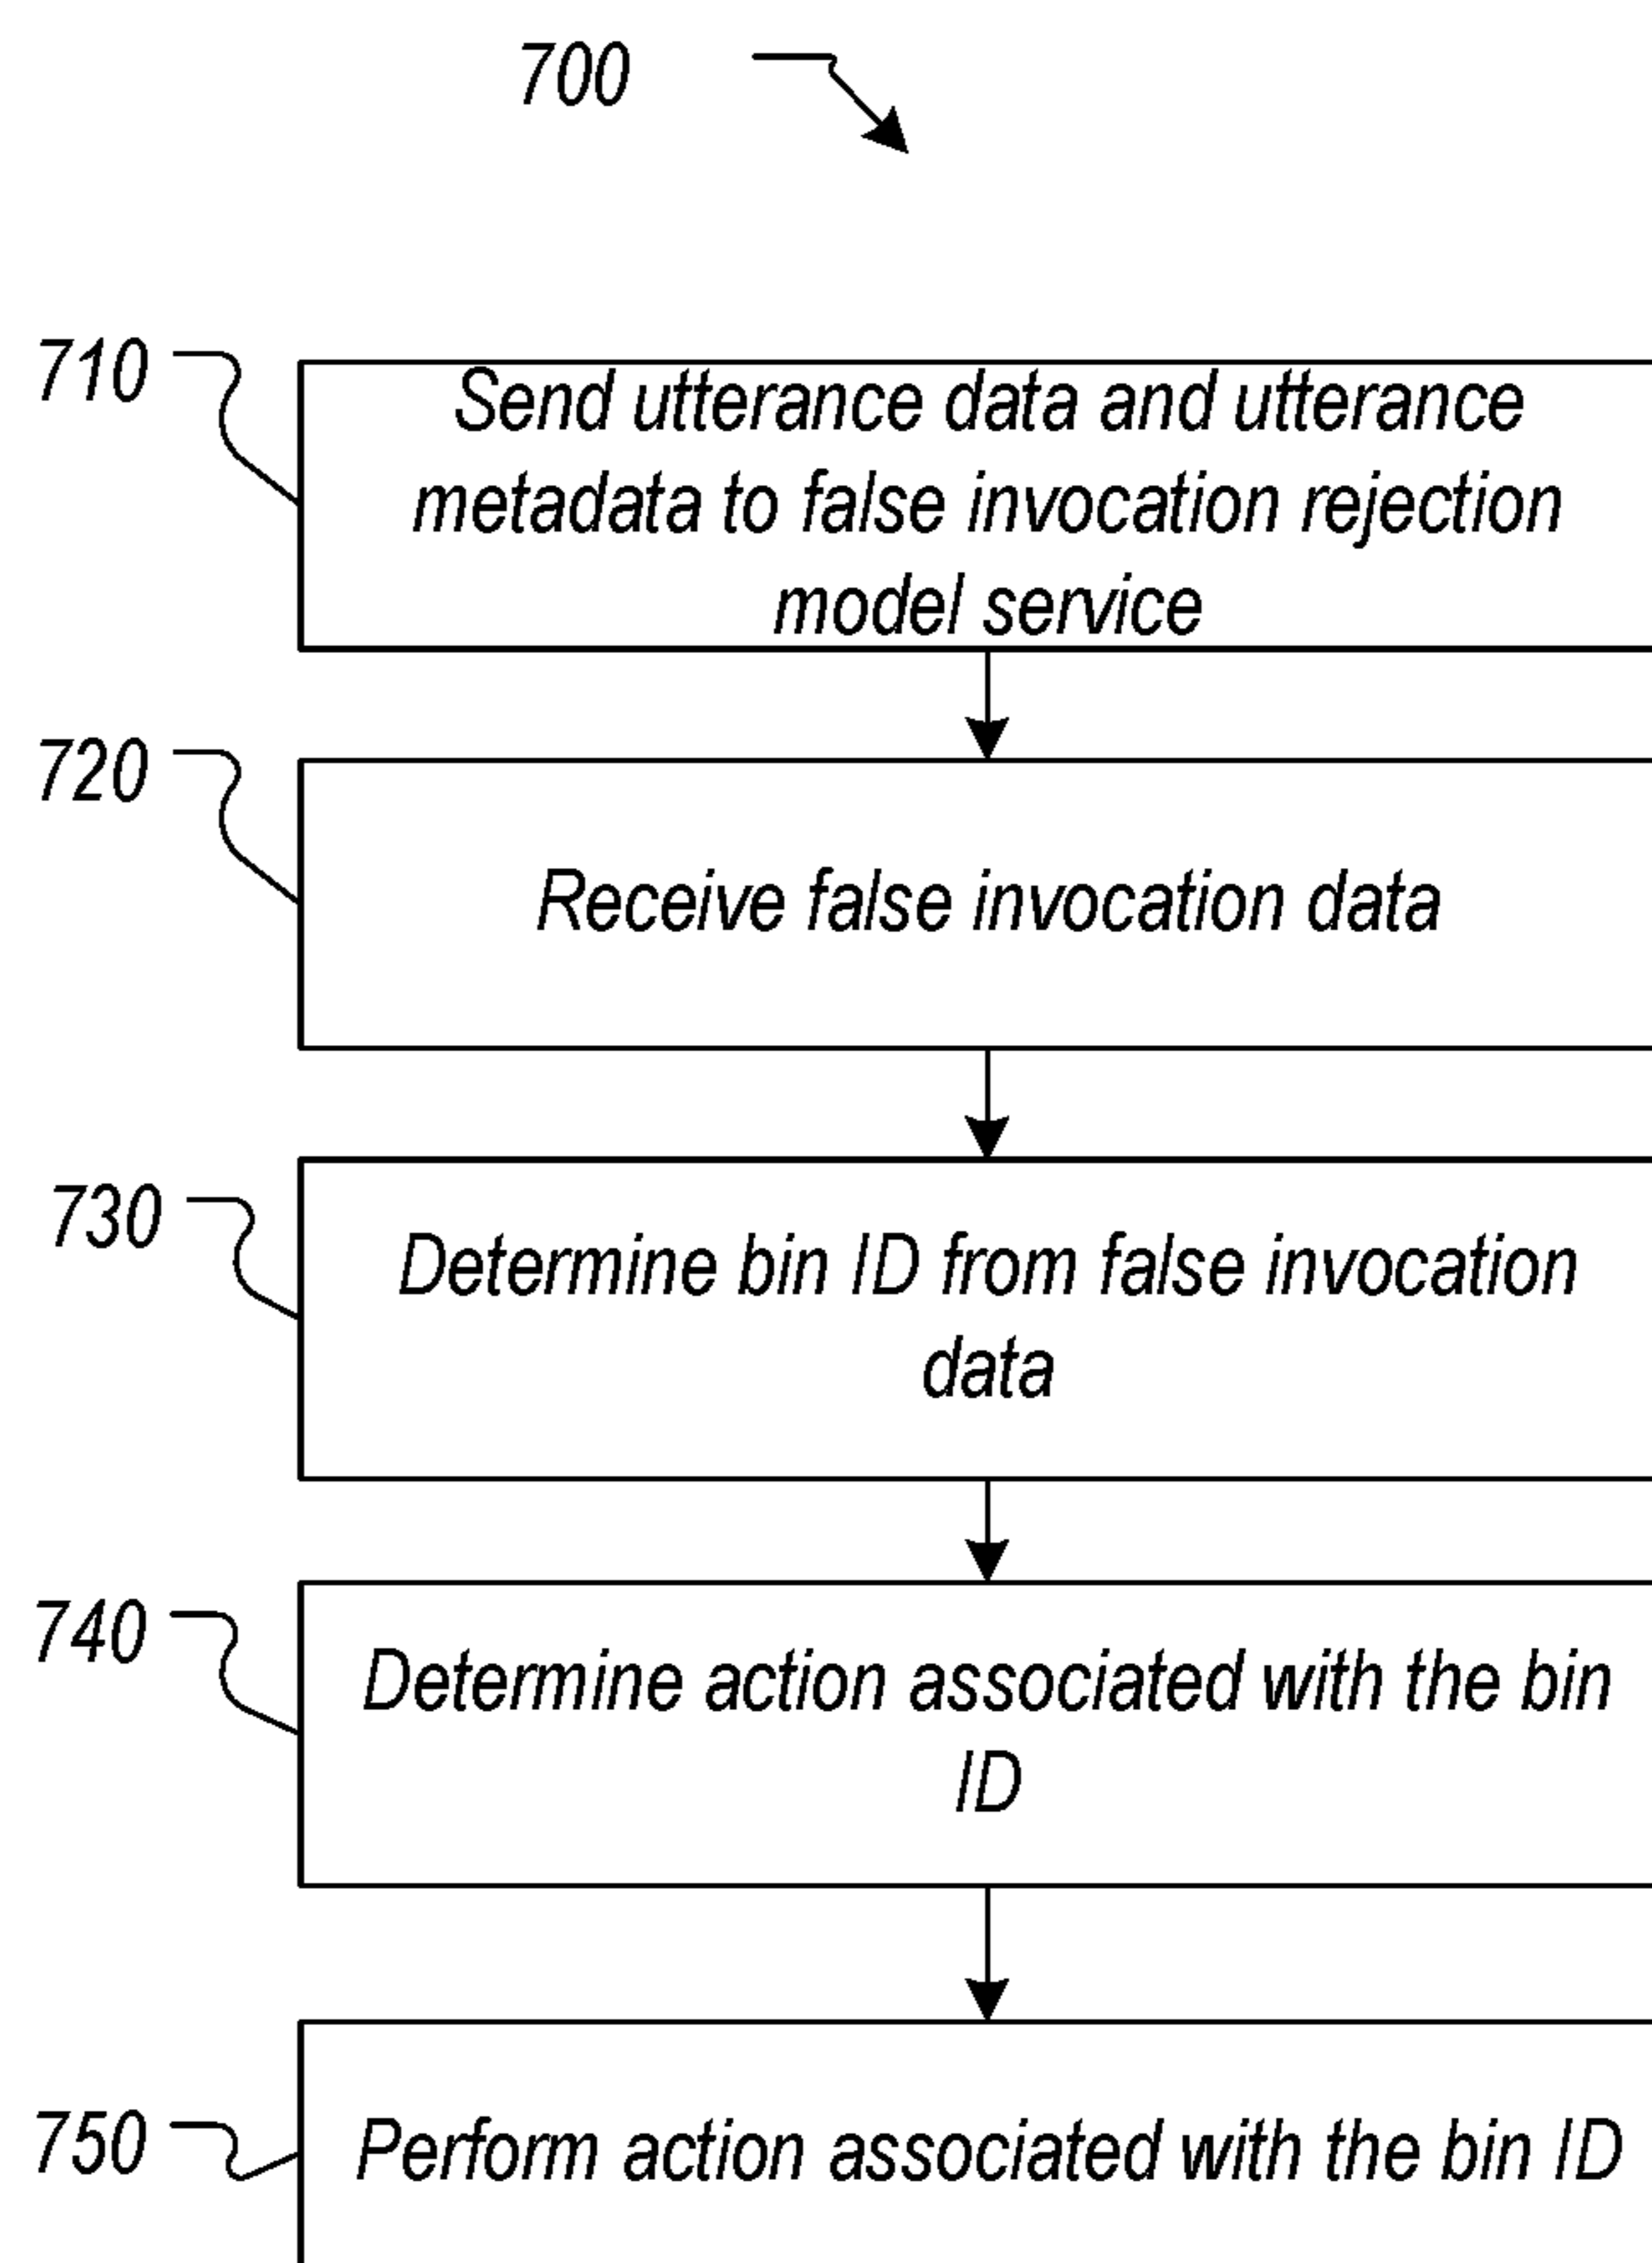 700
710
Send utterance data and utterance
metadata to false invocation rejection
model service
720
Receive false invocation data
730
Determine bin ID from false invocation
data
740
Determine action associated with the bin
ID
750
Perform action associated with the bin ID